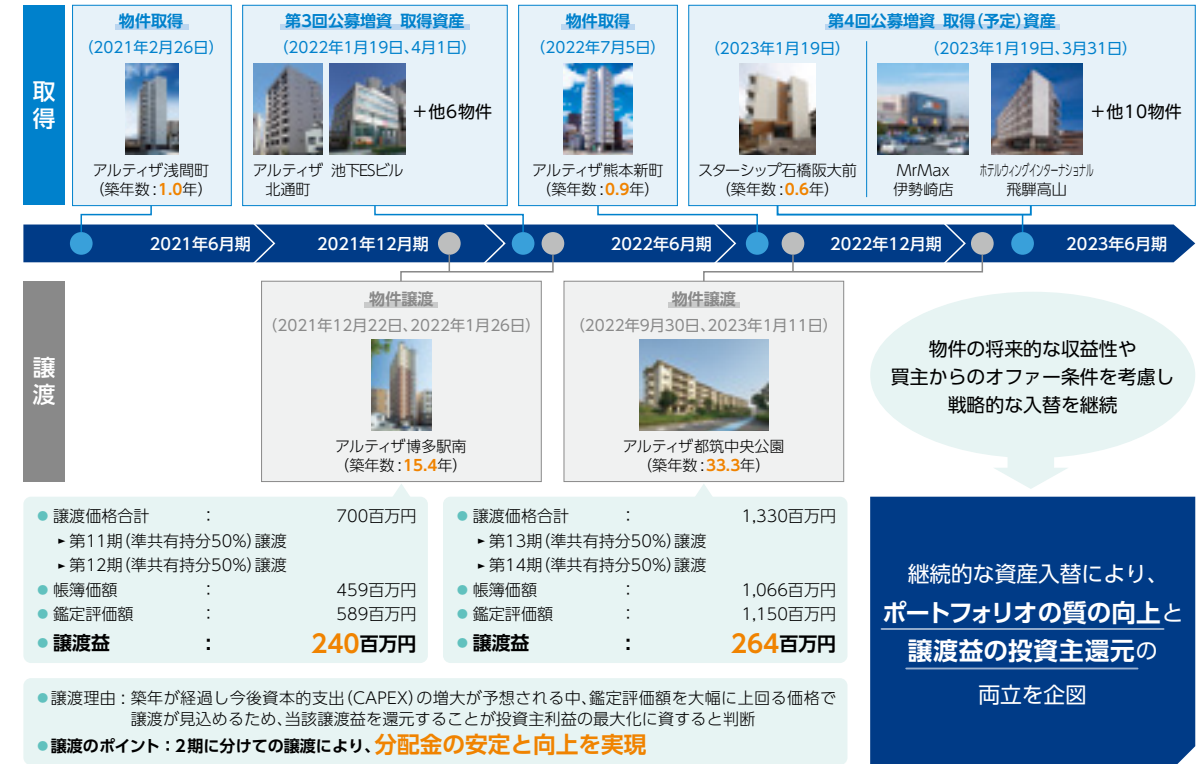 取得
物件取得
(2021年2月26日)
アルティザ浅間町
(築年数:1.0年)
第3回公募増資 取得資産
(2022年1月19日、4月1日)
+他6物件
アルティザ
北通町
池下ESビル
物件取得
(2022年7月5日)
アルティザ熊本新町
(築年数:0.9年)
第4回公募増資 取得(予定)資産
(2023年1月19日)
スターシップ石橋阪大前
(築年数:0.6年)
(2023年1月19日、3月31日)
+他10物件
MrMax
伊勢崎店
ホテルウィングインターナショナル
飛騨高山
2021年6月期
2021年12月期
2022年6月期
2022年12月期
2023年6月期
譲渡
物件譲渡
(2021年12月22日、2022年1月26日)
アルティザ博多駅南
(築年数:15.4年)
物件譲渡
(2022年9月30日、2023年1月11日)
アルティザ都筑中央公園
(築年数:33.3年)
物件の将来的な収益性や
買主からのオファー条件を考慮し
戦略的な入替を継続
●譲渡価格合計 : 700百万円
►第11期(準共有持分50%)譲渡
►第12期(準共有持分50%)譲渡
●帳簿価額 : 459百万円
●鑑定評価額 : 589百万円
●譲渡益 : 240百万円
●譲渡価格合計 : 1,330百万円
►第13期(準共有持分50%)譲渡
►第14期(準共有持分50%)譲渡
●帳簿価額 : 1,066百万円
●鑑定評価額 : 1,150百万円
●譲渡益 : 264百万円
●譲渡理由:築年が経過し今後資本的支出(CAPEX)の増大が予想される中、鑑定評価額を大幅に上回る価格で
譲渡が見込めるため、当該譲渡益を還元することが投資主利益の最大化に資すると判断
●譲渡のポイント:2期に分けての譲渡により、分配金の安定と向上を実現
継続的な資産入替により、
ポートフォリオの質の向上と
譲渡益の投資主還元の
両立を企図